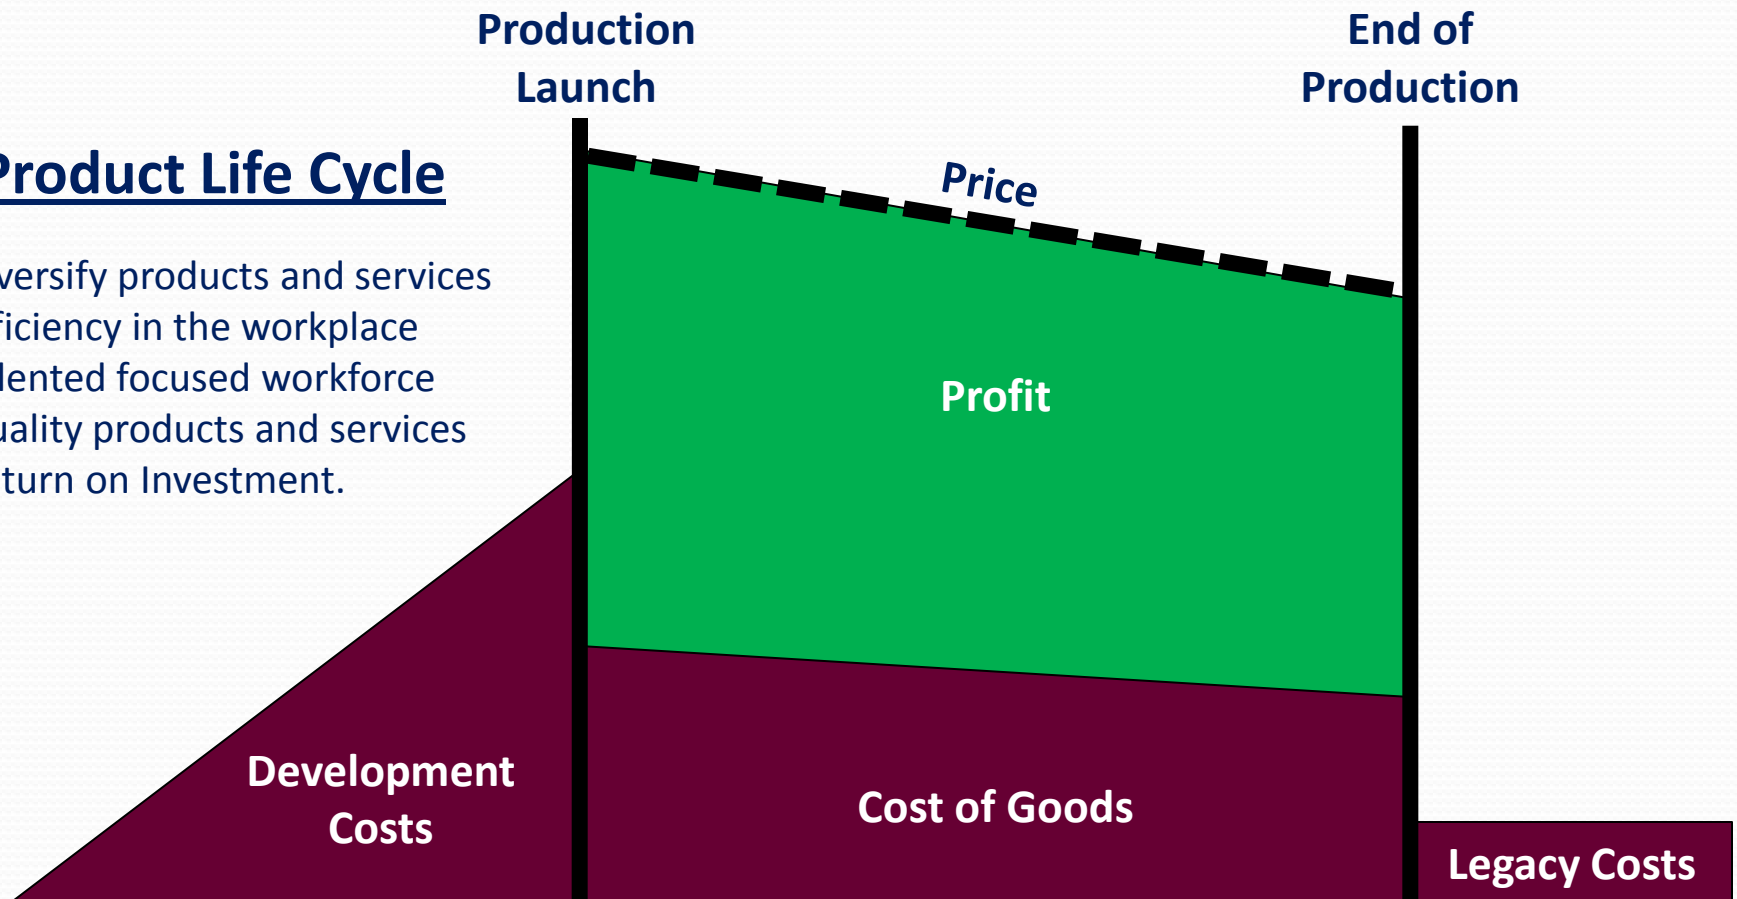 Production
Launch
End of
Production
Product Life Cycle
versify products and services
ficiency in the workplace
lented focused workforce
uality products and services
turn on Investment.
Price
Profit
Development
Costs
Cost of Goods
Legacy Costs